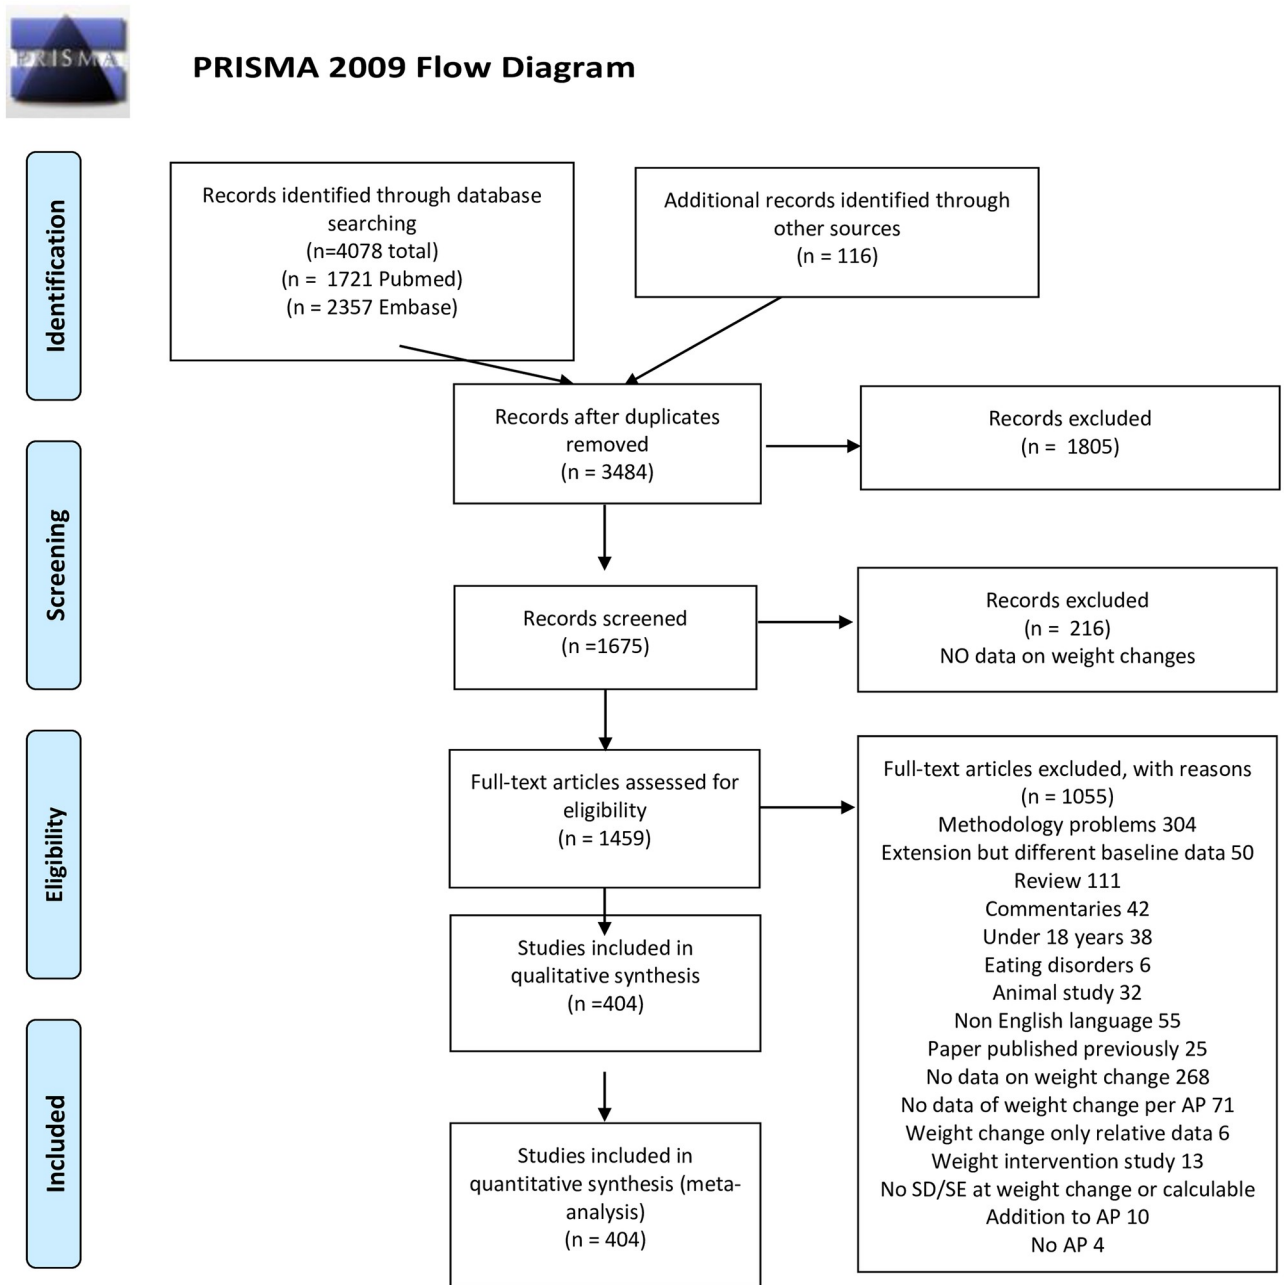 PRISMA
PRISMA 2009 Flow Diagram
Identification
Records identified through database
searching
(n=4078 total)
(n = 1721 Pubmed)
(n = 2357 Embase)
Additional records identified through
other sources
(n = 116)
Records after duplicates
removed
(n = 3484)
Records excluded
(n = 1805)
Screening
Records screened
(n =1675)
Records excluded
(n = 216)
NO data on weight changes
Eligibility
Full-text articles assessed for
eligibility
(n = 1459)
Full-text articles excluded, with reasons
(n = 1055)
Methodology problems 304
Extension but different baseline data 50
Review 111
Commentaries 42
Under 18 years 38
Eating disorders 6
Animal study 32
Non English language 55
Paper published previously 25
No data on weight change 268
No data of weight change per AP 71
Weight change only relative data 6
Weight intervention study 13
No SD/SE at weight change or calculable
Addition to AP 10
No AP 4
Studies included in
qualitative synthesis
(n =404)
Included
Studies included in
quantitative synthesis (meta-
analysis)
(n = 404)